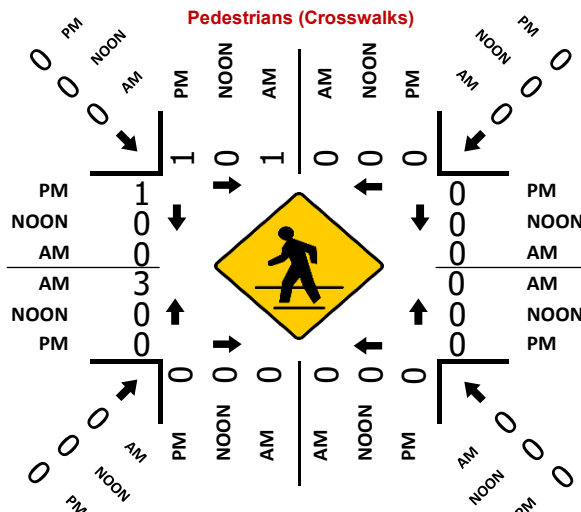 Pedestrians (Crosswalks)
0 PM
0 NOON
0 AM
PM NOON AM AM NOON PM
PM 0
NOON 0
AM 0
1 0 1 0 0 0
PM 1 0 PM
NOON 0 0 NOON
AM 0 0 AM
AM 3 0 AM
NOON 0 0 NOON
PM 0 0 PM
0 0 0 0 0 0
PM NOON AM AM NOON PM
0 AM
0 NOON
0 PM
AM 0
NOON 0
PM 0